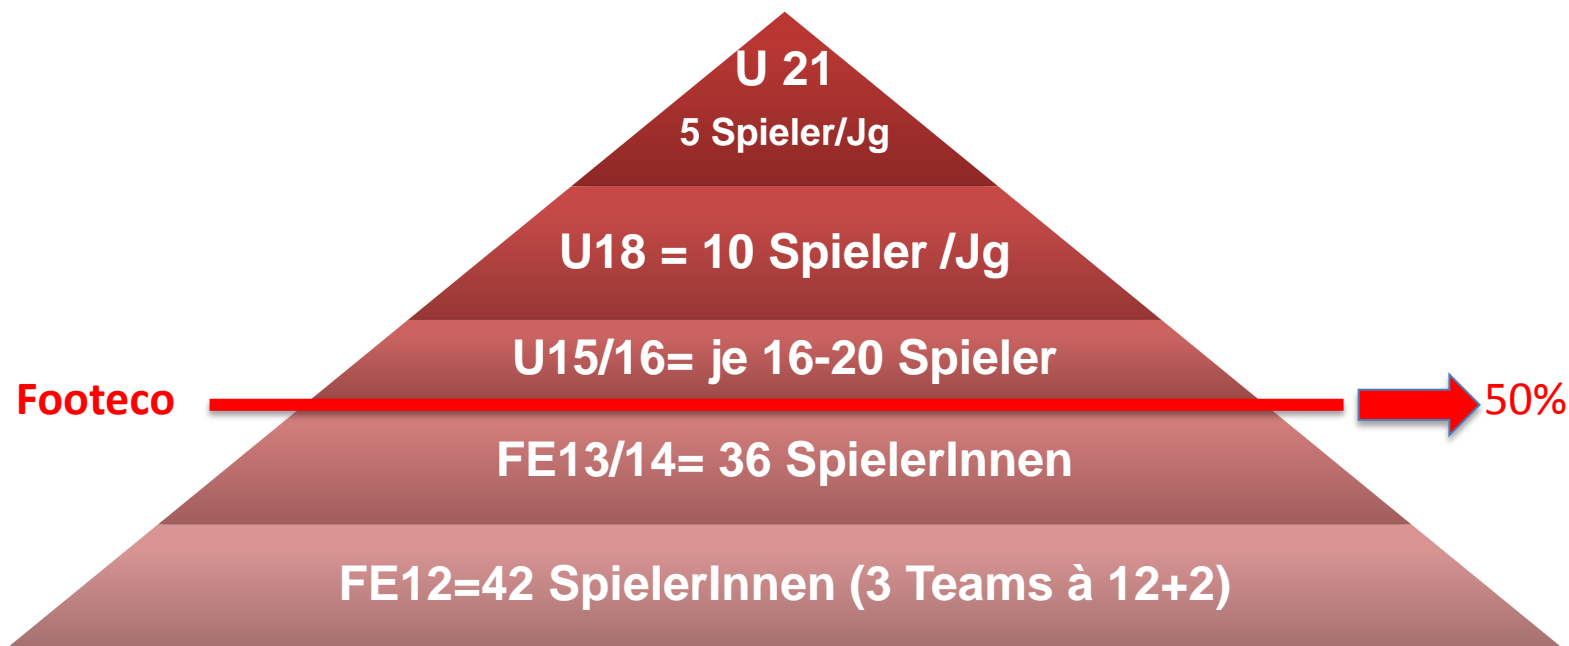 U 21
5 Spieler/Jg
U18 = 10 Spieler /Jg
U15/16= je 16-20 Spieler
Footeco
50%
FE13/14= 36 SpielerInnen
FE12=42 SpielerInnen (3 Teams à 12+2)